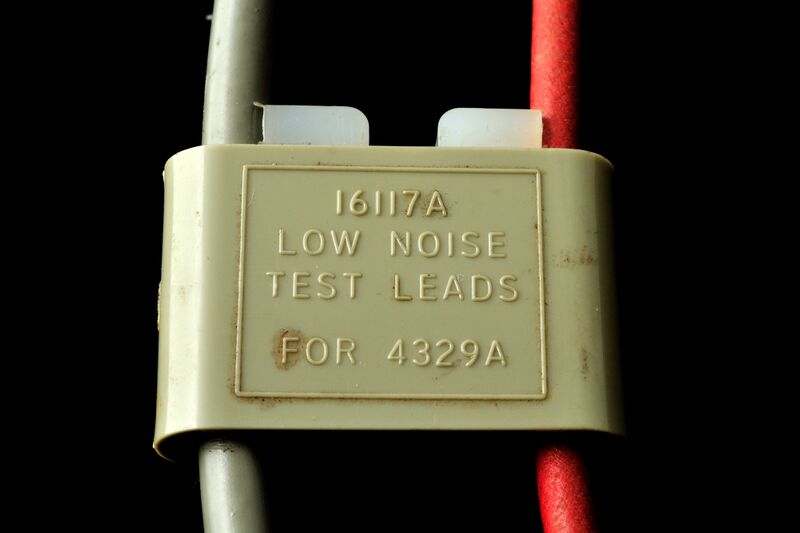 16117A
LOW NOISE
TEST LEADS
FOR 4329A